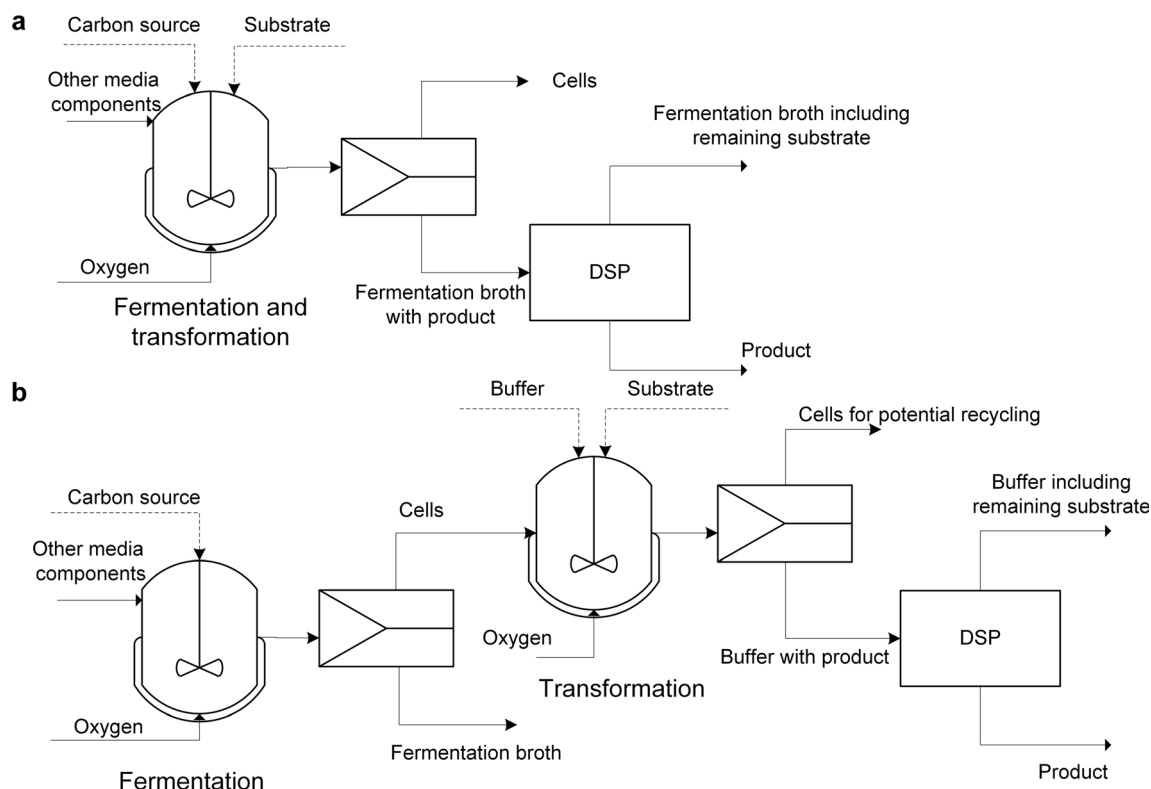 a
Carbon source
Substrate
Other media
components
Oxygen
Fermentation and
transformation
Cells
Fermentation broth
with product
Fermentation broth including
remaining substrate
DSP
Product
b
Carbon source
Other media
components
Oxygen
Fermentation
Cells
Fermentation broth
Buffer
Substrate
Oxygen
Transformation
Cells for potential recycling
Buffer with product
Buffer including
remaining substrate
DSP
Product